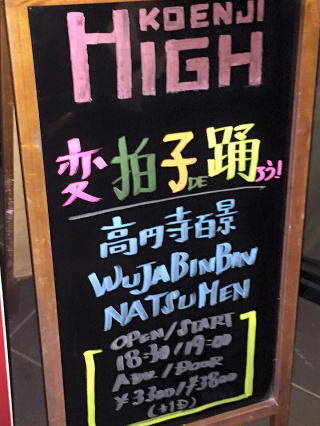 KOENJI
HIGH
変拍子DE踊ろう!
高円寺百景
WUJABINBIN
NATSUMEN
OPEN/START
18:30/19:00
ADV/DOOR
¥3300/¥3800
(+1D)